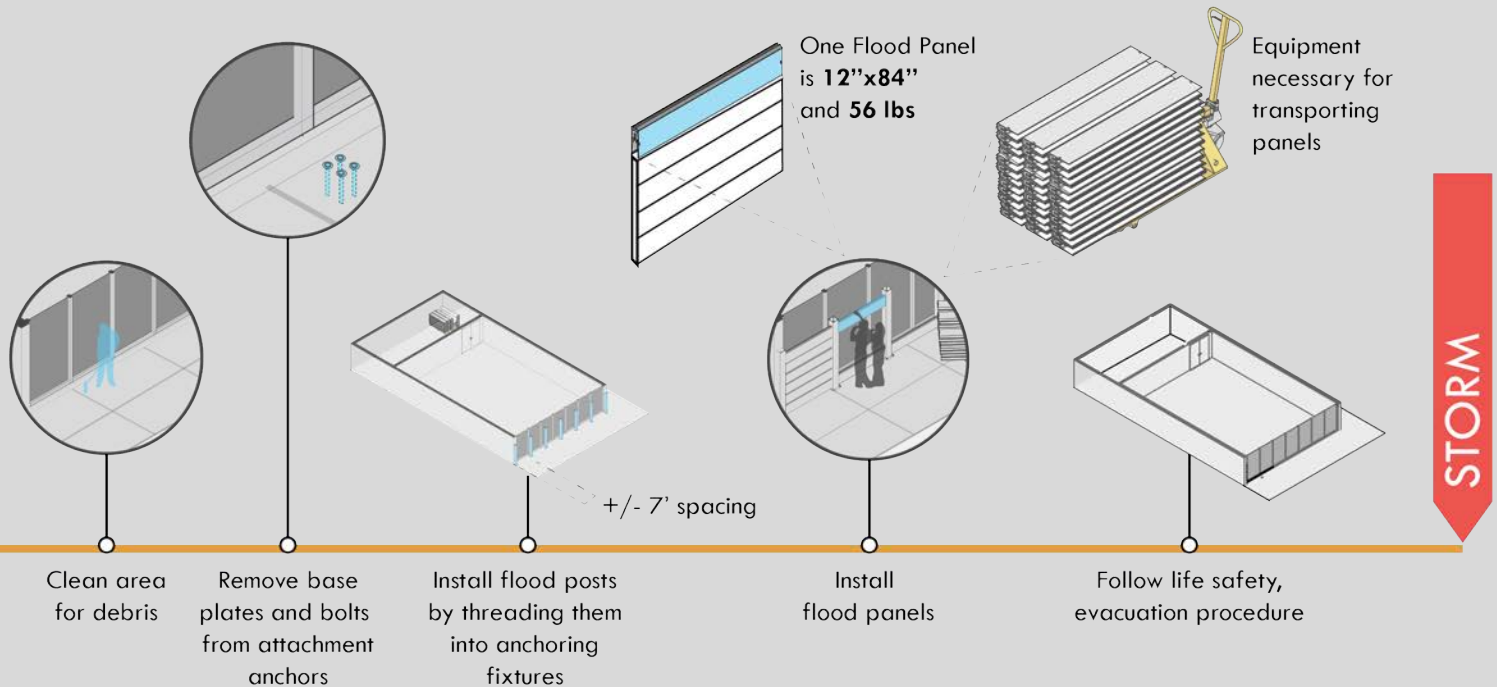 One Flood Panel
is 12”x84”
and 56 lbs
Equipment
necessary for
transporting
panels
STORM
+/- 7’ spacing
Clean area
for debris
Remove base
plates and bolts
from attachment
anchors
Install flood posts
by threading them
into anchoring
fixtures
Install
flood panels
Follow life safety,
evacuation procedure